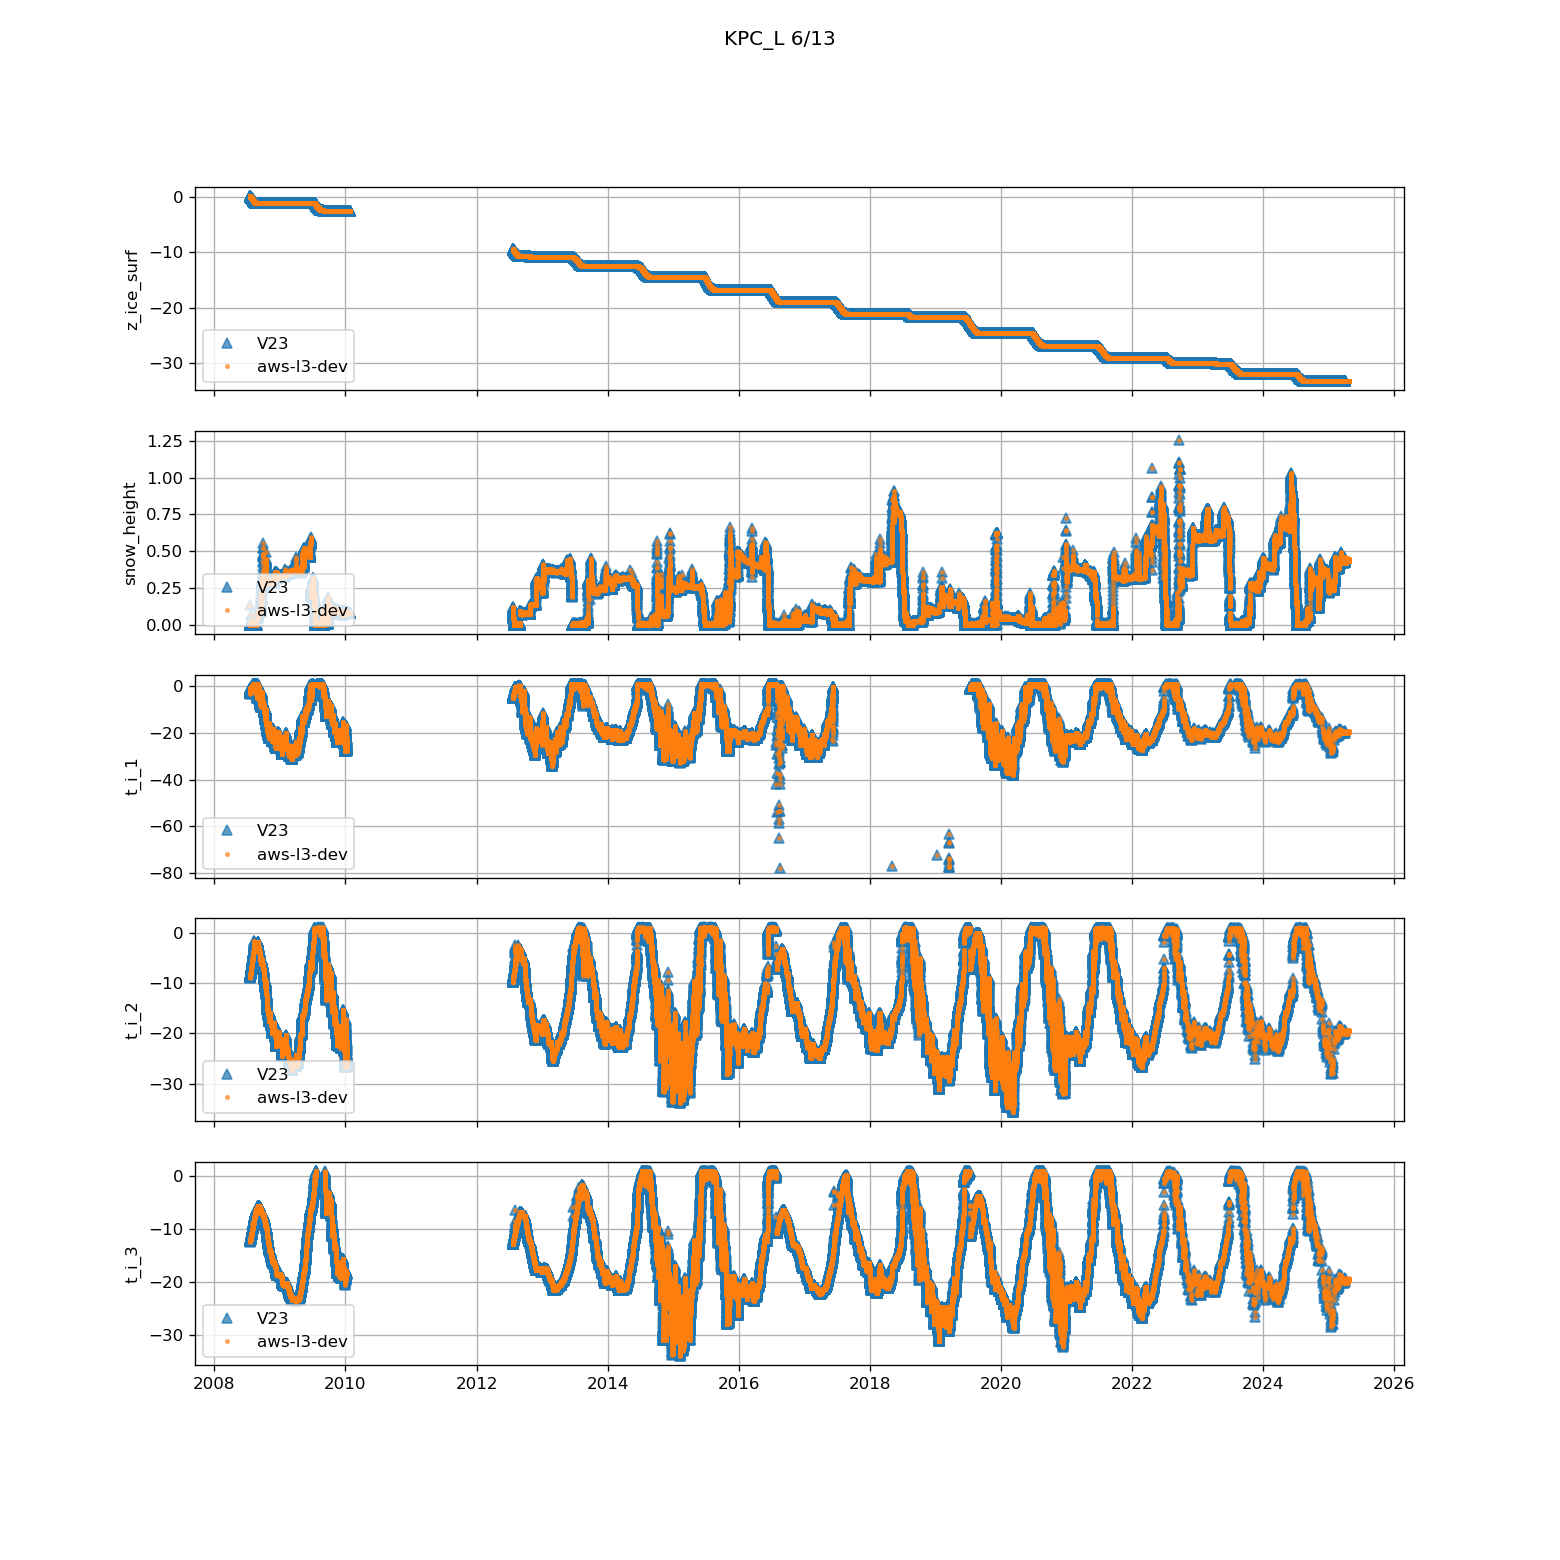 KPC_L 6/13
0
−10
−20
−30
z_ice_surf
V23
aws-l3-dev
1.25
1.00
0.75
0.50
0.25
0.00
snow_height
V23
aws-l3-dev
0
−20
−40
−60
−80
t_i_1
V23
aws-l3-dev
0
−10
−20
−30
t_i_2
V23
aws-l3-dev
0
−10
−20
−30
t_i_3
V23
aws-l3-dev
2008 2010 2012 2014 2016 2018 2020 2022 2024 2026